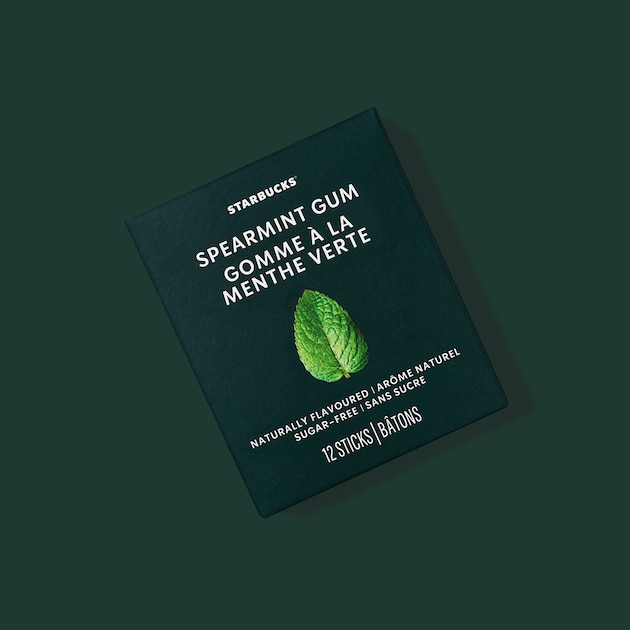 STARBUCKS®
SPEARMINT GUM
GOMME À LA
MENTHE VERTE
NATURALLY FLAVOURED | ARÔME NATUREL
SUGAR-FREE | SANS SUCRE
12 STICKS | BÂTONS